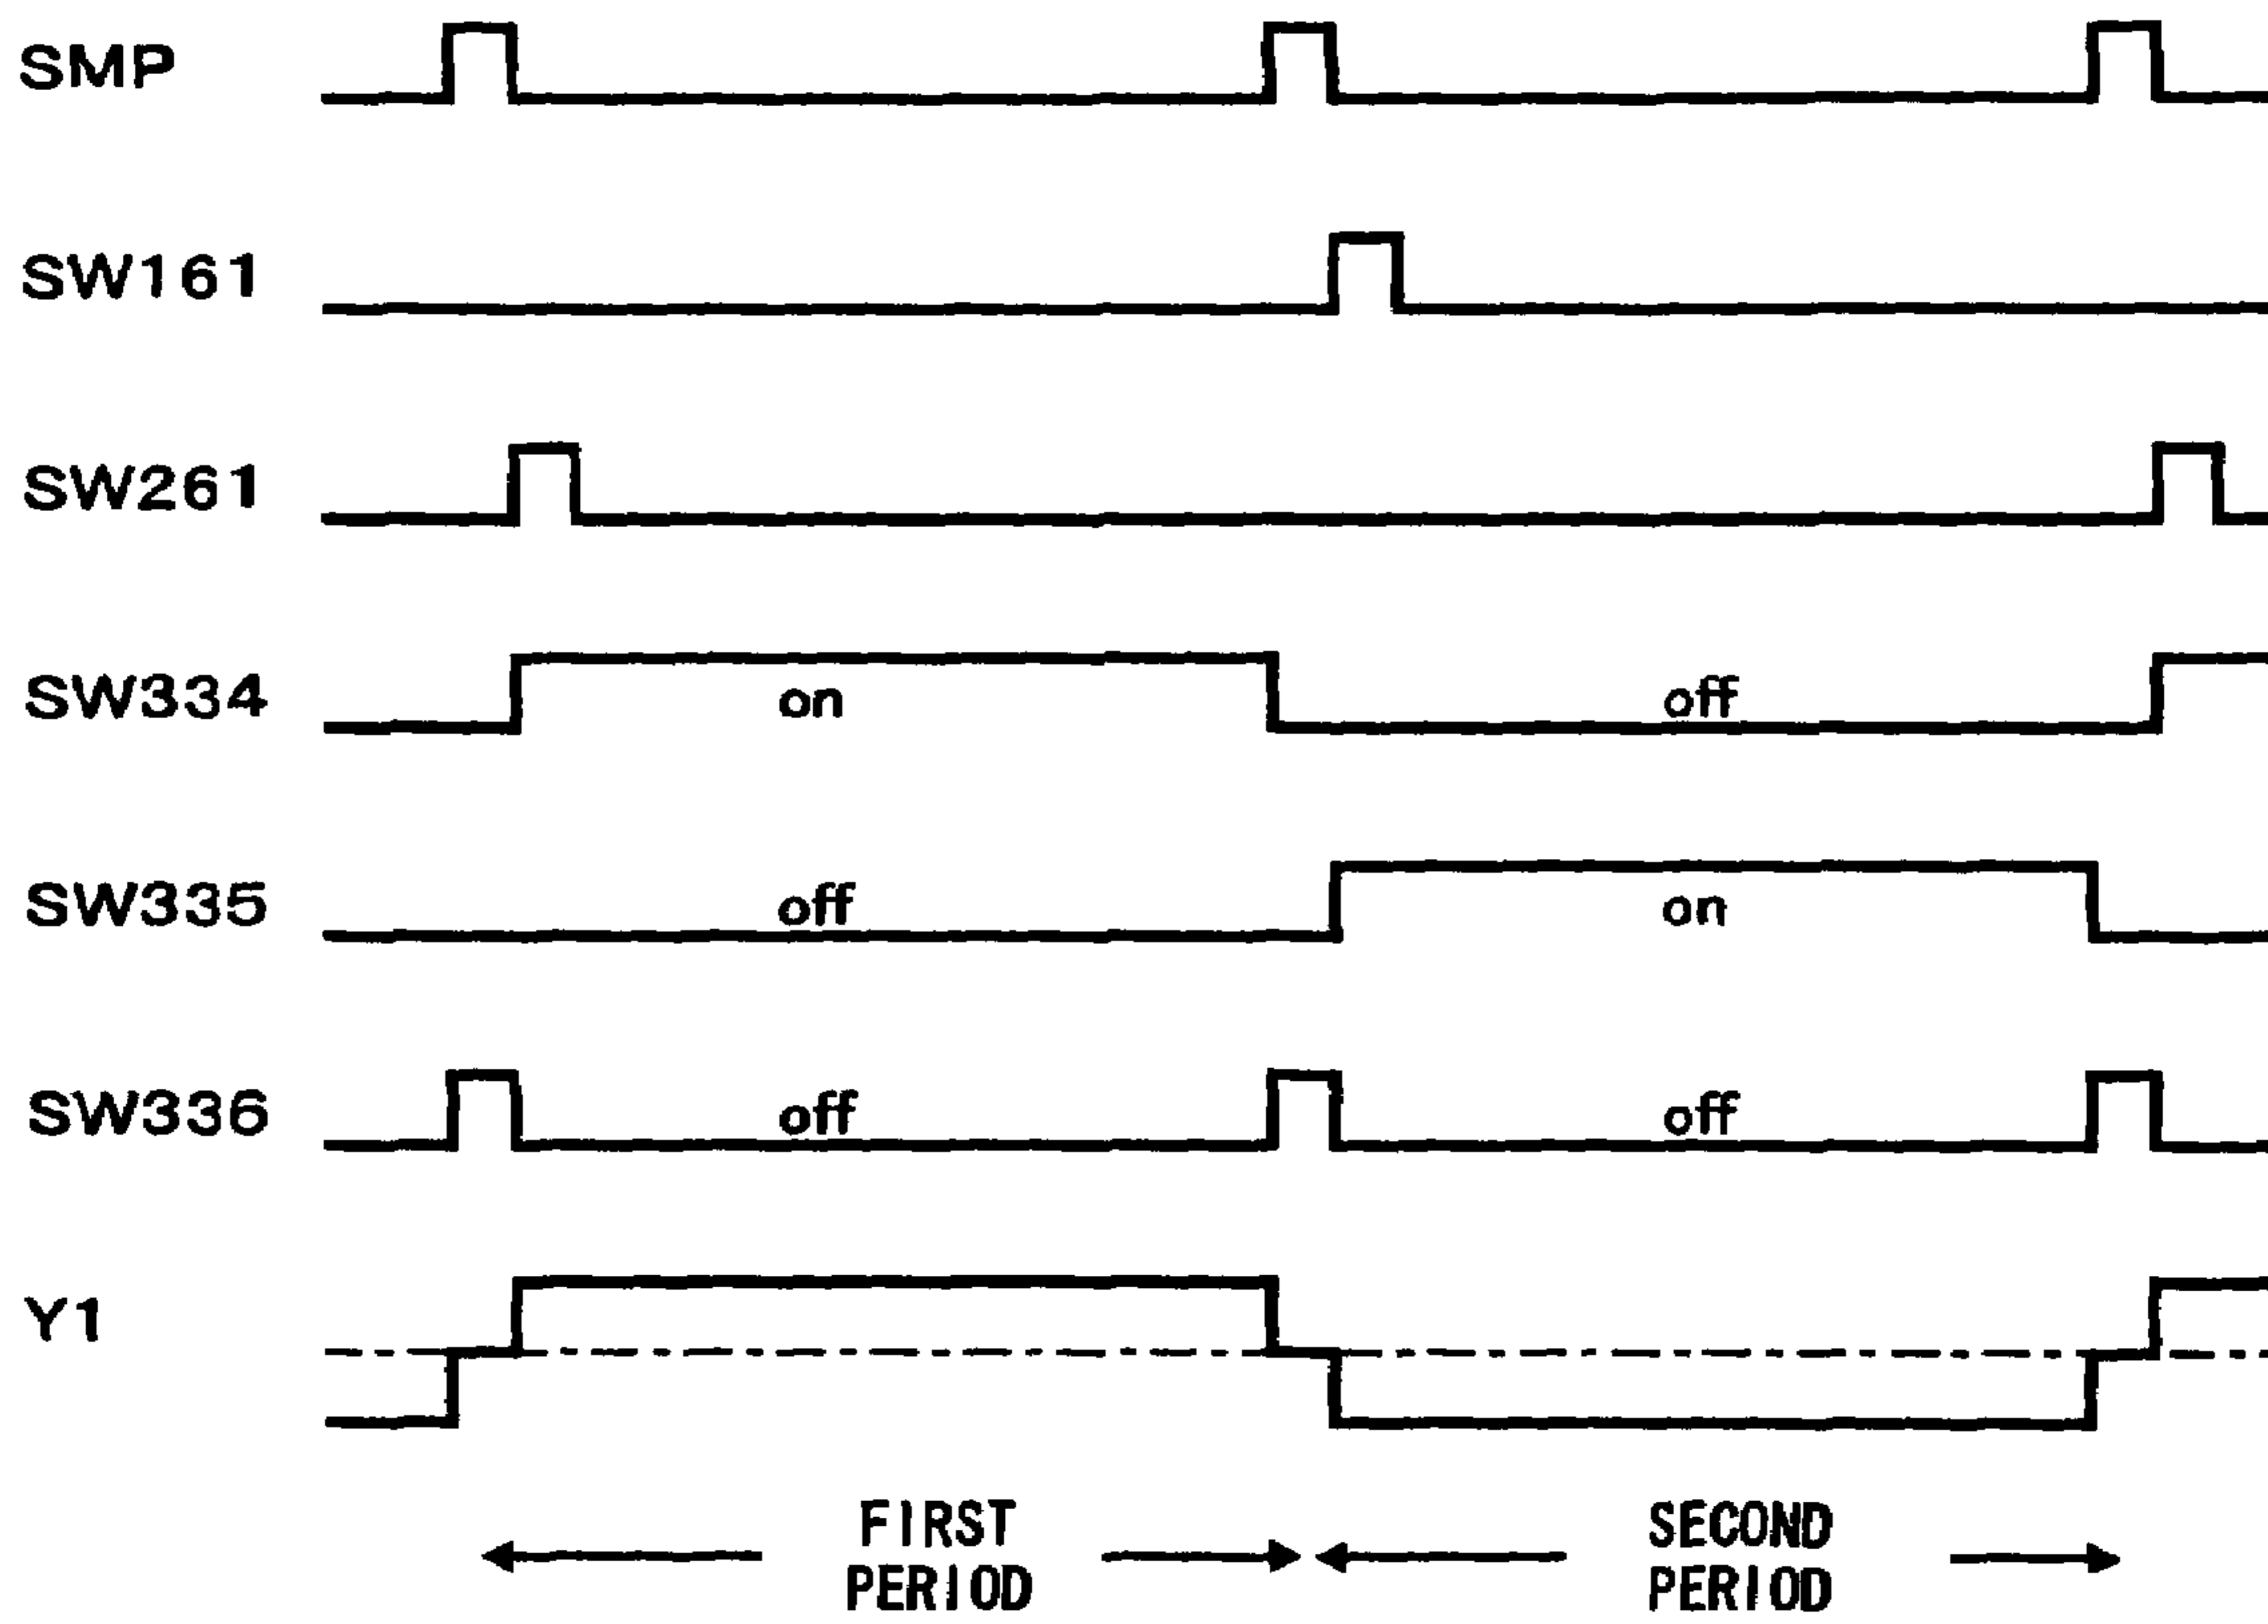 SMP
SW161
SW261
SW334
on
off
SW335
off
on
SW336
off
off
Y1
FIRST
PERIOD
SECOND
PERIOD